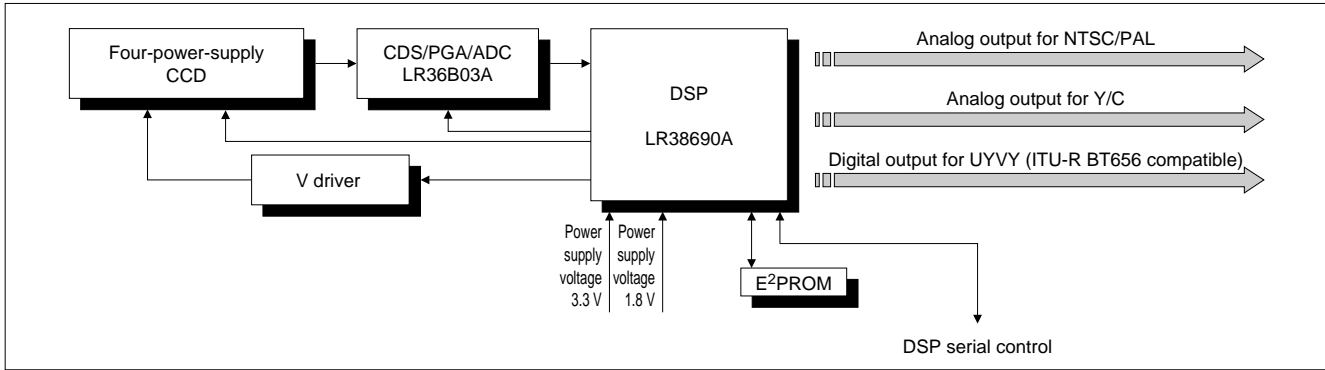 Four-power-supply
CCD
CDS/PGA/ADC
LR36B03A
DSP
LR38690A
V driver
Analog output for NTSC/PAL
Analog output for Y/C
Digital output for UYVY (ITU-R BT656 compatible)
Power
supply
voltage
3.3 V
Power
supply
voltage
1.8 V
E²PROM
DSP serial control